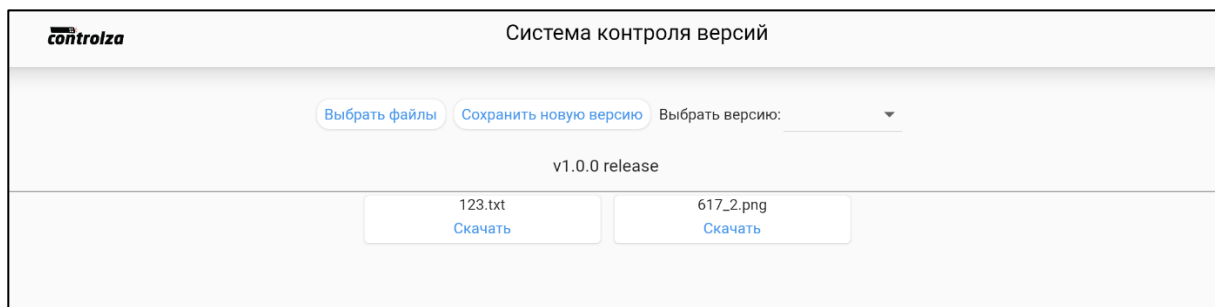 controlza
Система контроля версий
Выбрать файлы Сохранить новую версию Выбрать версию:
v1.0.0 release
123.txt 617_2.png
Скачать Скачать